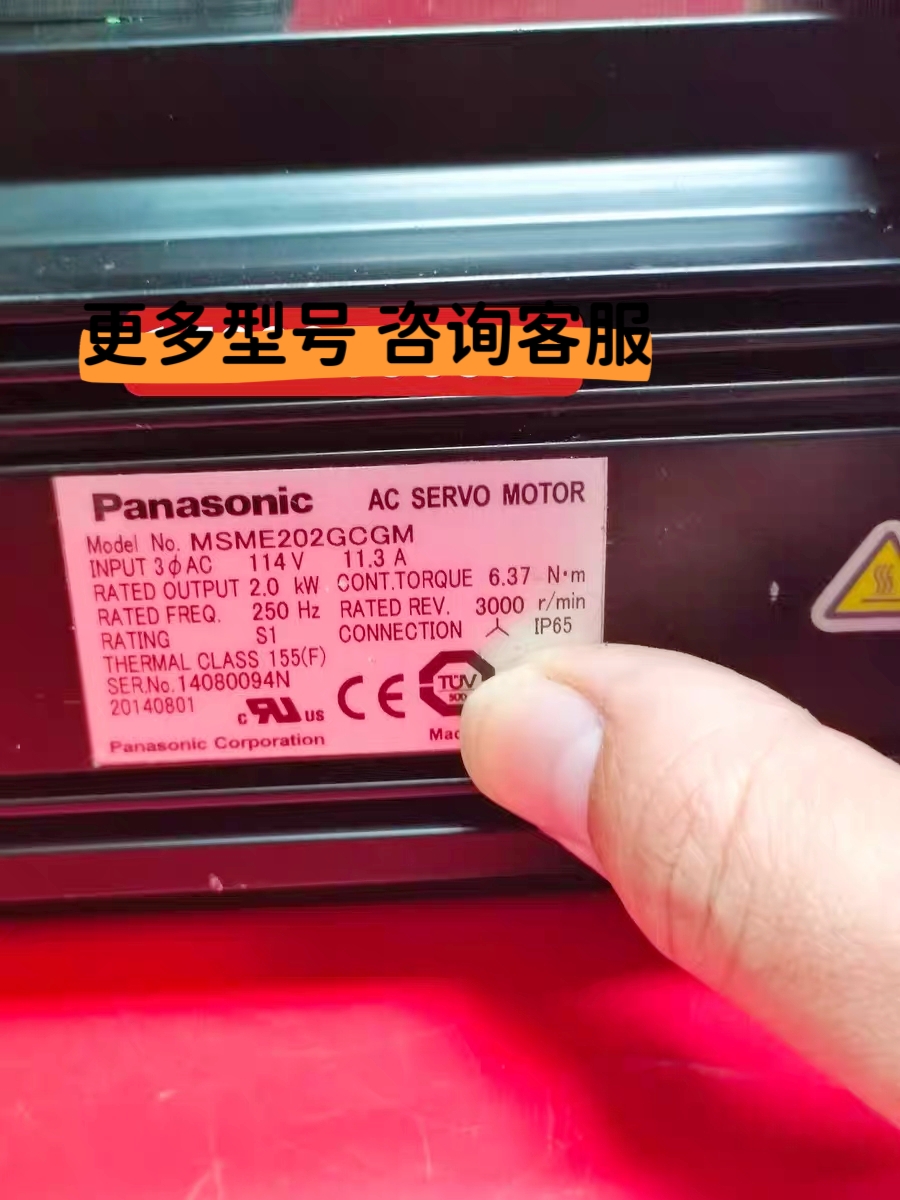 更多型号 咨询客服
Panasonic AC SERVO MOTOR
Model No. MSME202GCGM
INPUT 3ϕAC 114V 11.3 A
RATED OUTPUT 2.0 kW CONT.TORQUE 6.37 N·m
RATED FREQ. 250 Hz RATED REV. 3000 r/min
RATING S1 CONNECTION IP65
THERMAL CLASS 155(F)
SER.No.14080094N
20140801
c US CE TÜV
Panasonic Corporation